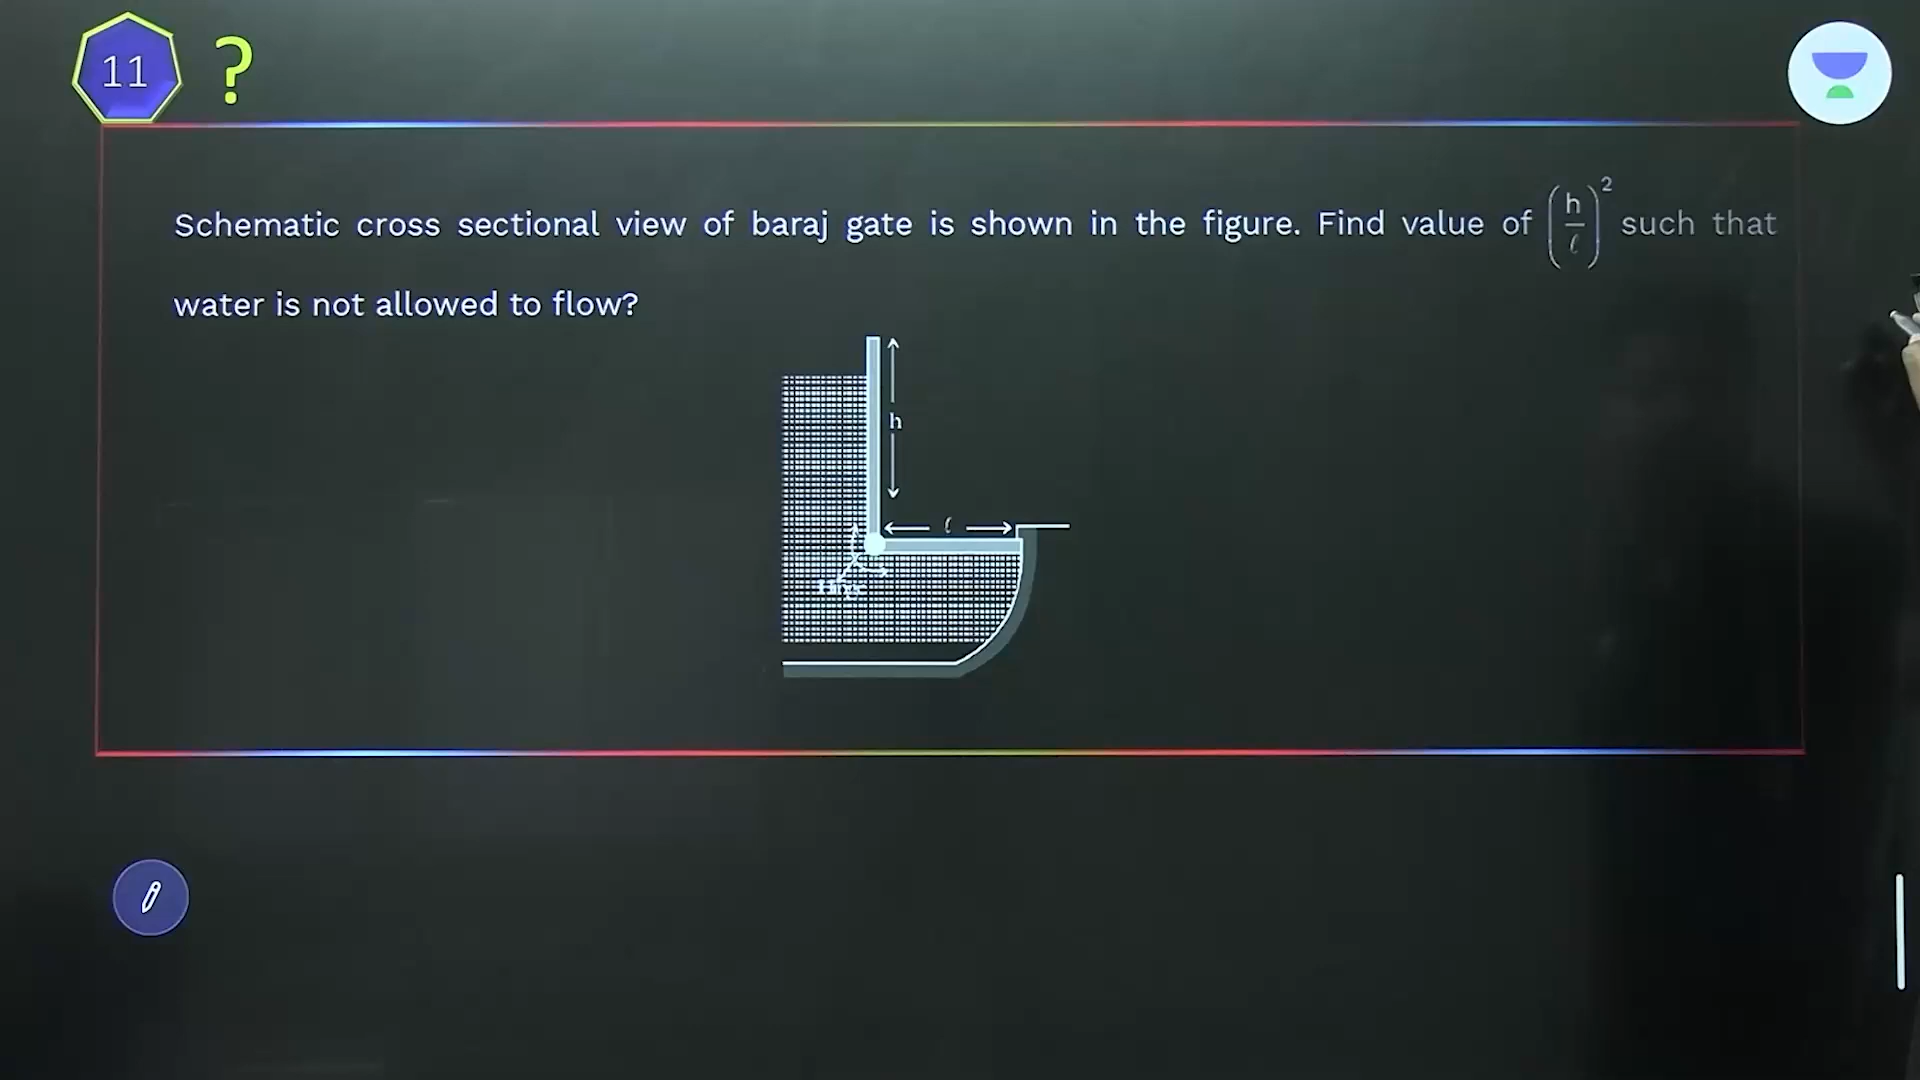 11 ?
Schematic cross sectional view of baraj gate is shown in the figure. Find value of (h/ℓ)² such that
water is not allowed to flow?
h
ℓ